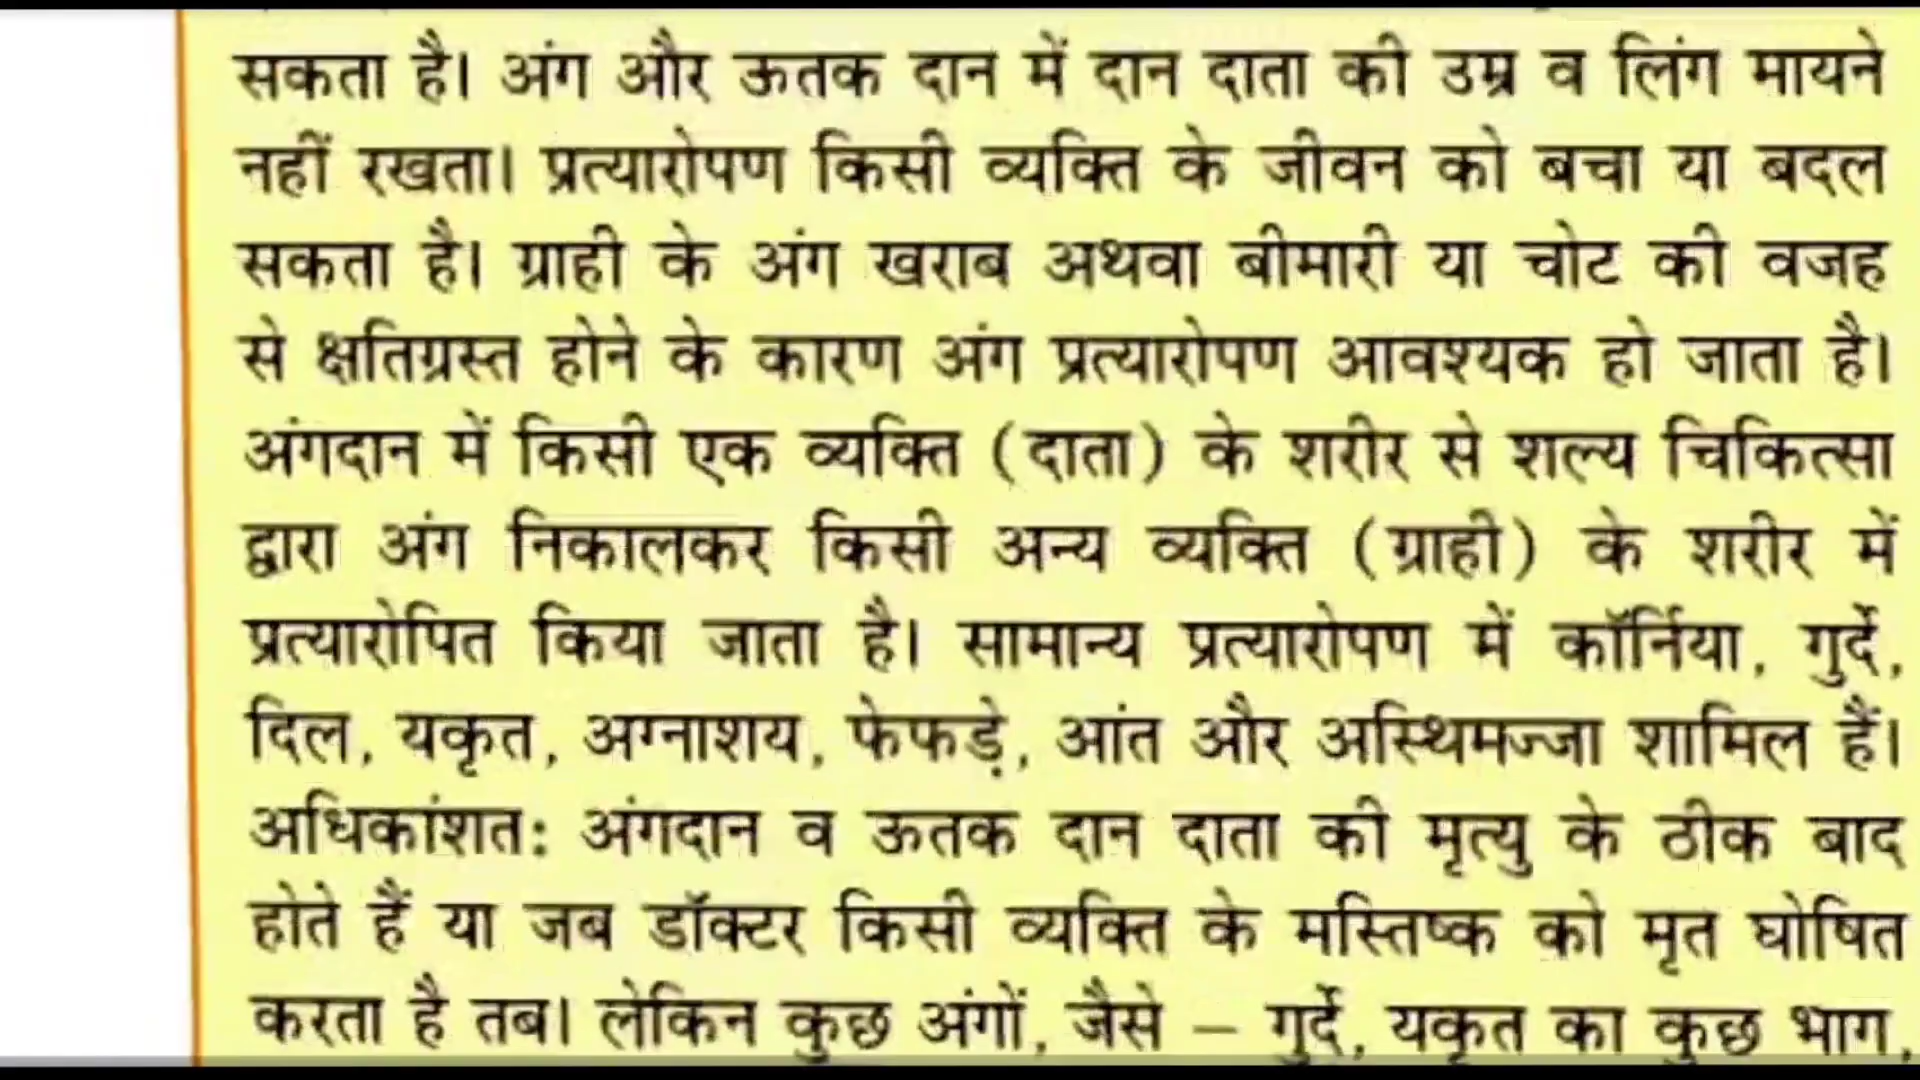 सकता है। अंग और ऊतक दान में दान दाता की उम्र व लिंग मायने
नहीं रखता। प्रत्यारोपण किसी व्यक्ति के जीवन को बचा या बदल
सकता है। ग्राही के अंग खराब अथवा बीमारी या चोट की वजह
से क्षतिग्रस्त होने के कारण अंग प्रत्यारोपण आवश्यक हो जाता है।
अंगदान में किसी एक व्यक्ति (दाता) के शरीर से शल्य चिकित्सा
द्वारा अंग निकालकर किसी अन्य व्यक्ति (ग्राही) के शरीर में
प्रत्यारोपित किया जाता है। सामान्य प्रत्यारोपण में कॉर्निया, गुर्दे,
दिल, यकृत, अग्नाशय, फेफड़े, आंत और अस्थिमज्जा शामिल हैं।
अधिकांशतः अंगदान व ऊतक दान दाता की मृत्यु के ठीक बाद
होते हैं या जब डॉक्टर किसी व्यक्ति के मस्तिष्क को मृत घोषित
करता है तब। लेकिन कुछ अंगों, जैसे – गुर्दे, यकृत का कुछ भाग,